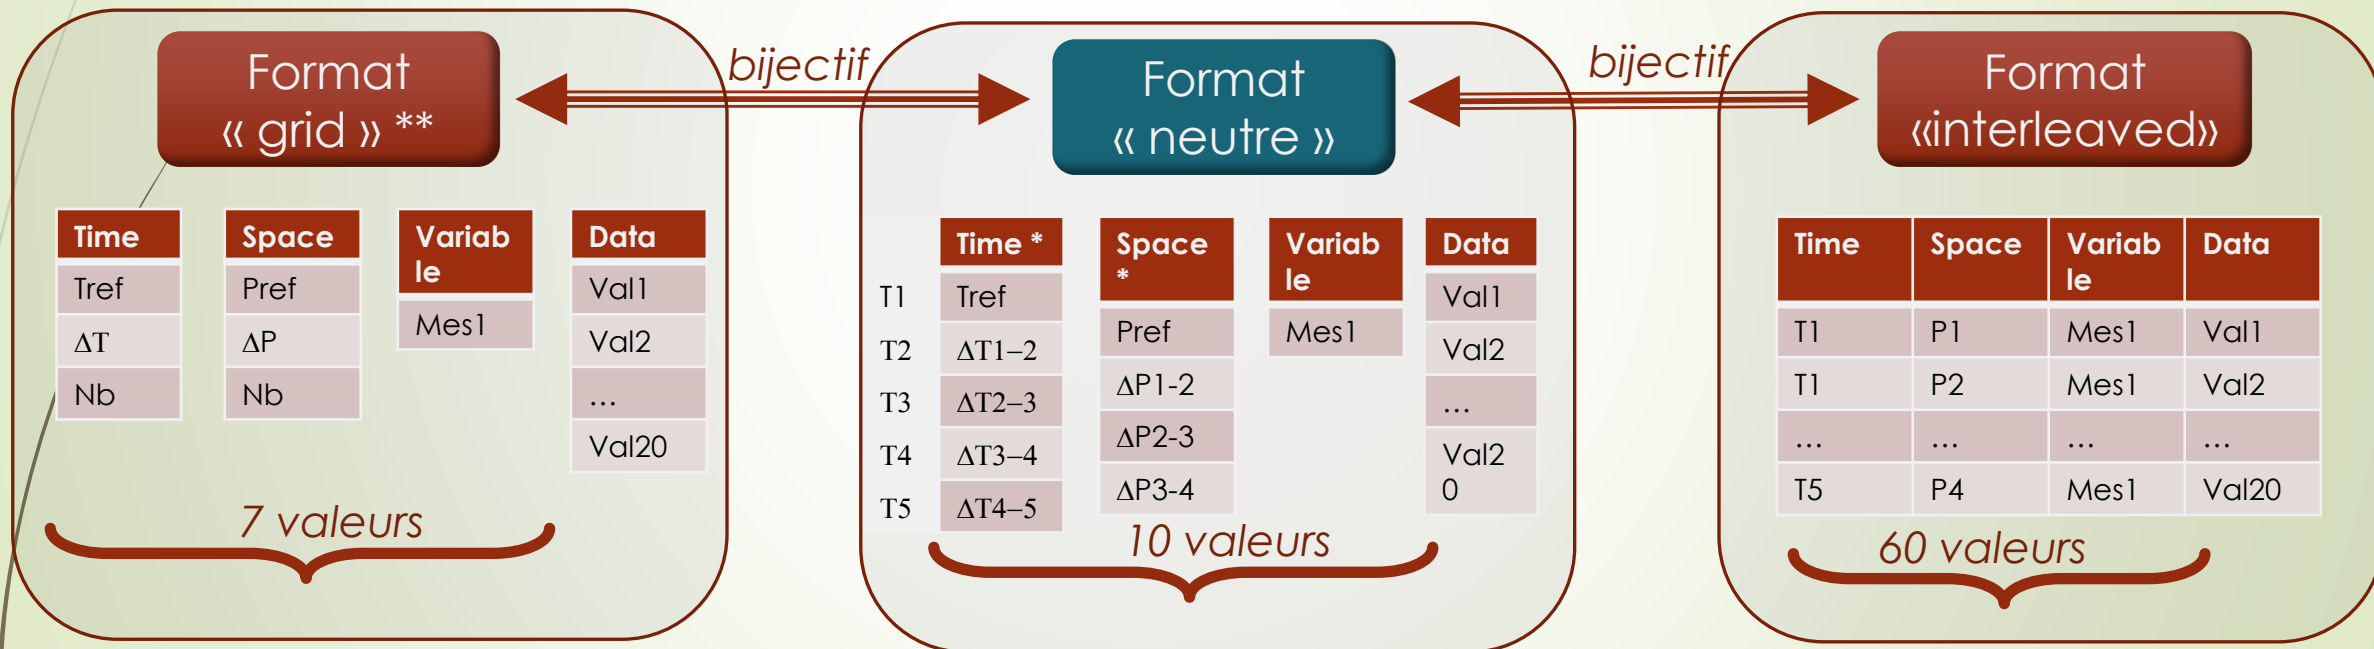 Format
« grid » **
bijectif
Format
« neutre »
bijectif
Format
«interleaved»
Time
Tref
ΔT
Nb
Space
Pref
ΔP
Nb
Variab
le
Mes1
Data
Val1
Val2
...
Val20
7 valeurs
T1
T2
T3
T4
T5
Time *
Tref
ΔT1–2
ΔT2–3
ΔT3–4
ΔT4–5
Space
*
Pref
ΔP1-2
ΔP2-3
ΔP3-4
Variab
le
Mes1
Data
Val1
Val2
...
Val2
0
10 valeurs
Time Space Variab Data
le
T1 P1 Mes1 Val1
T1 P2 Mes1 Val2
... ... ... ...
T5 P4 Mes1 Val20
60 valeurs